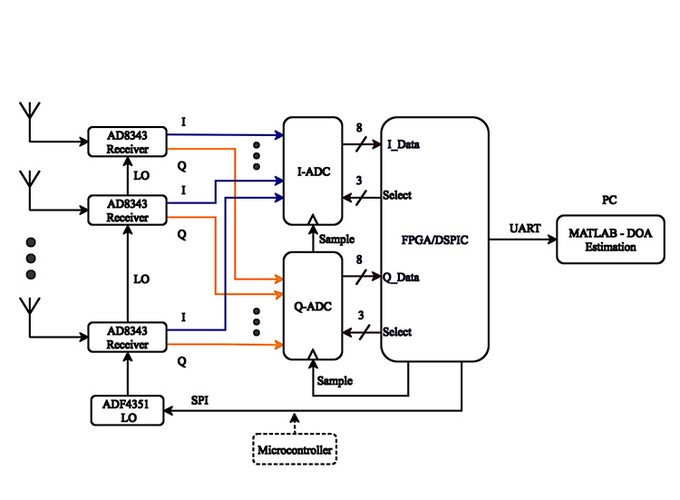 I
AD8343
Receiver
Q
LO
I
AD8343
Receiver
Q
LO
I
AD8343
Receiver
Q
ADF4351
LO
SPI
Microcontroller
I-ADC
Sample
Q-ADC
Sample
8
I_Data
3
Select
FPGA/DSPIC
8
Q_Data
3
Select
UART
PC
MATLAB - DOA
Estimation